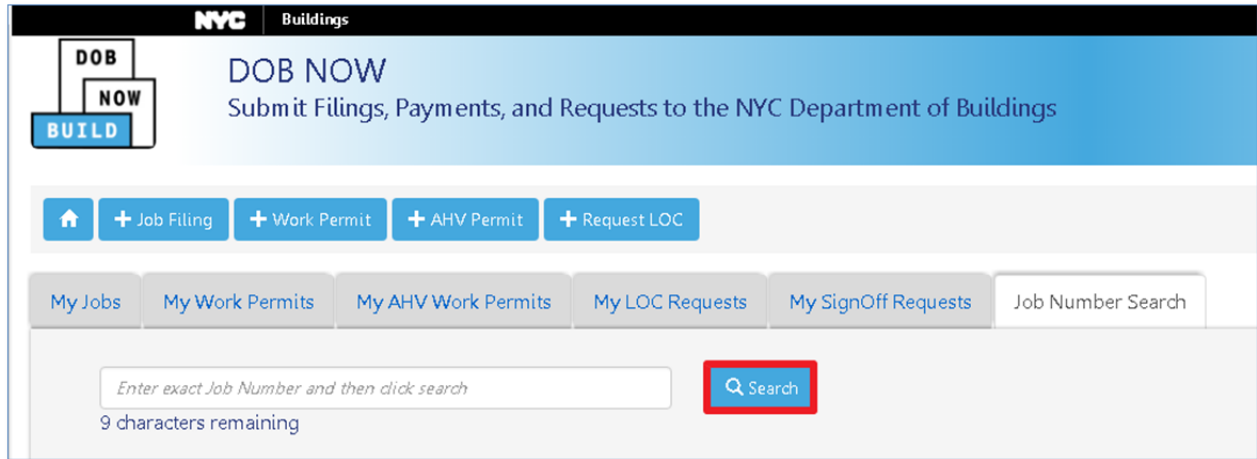 NYC Buildings
DOB
NOW
BUILD
DOB NOW
Submit Filings, Payments, and Requests to the NYC Department of Buildings
+ Job Filing + Work Permit + AHV Permit + Request LOC
My Jobs My Work Permits My AHV Work Permits My LOC Requests My SignOff Requests Job Number Search
Enter exact Job Number and then click search Search
9 characters remaining